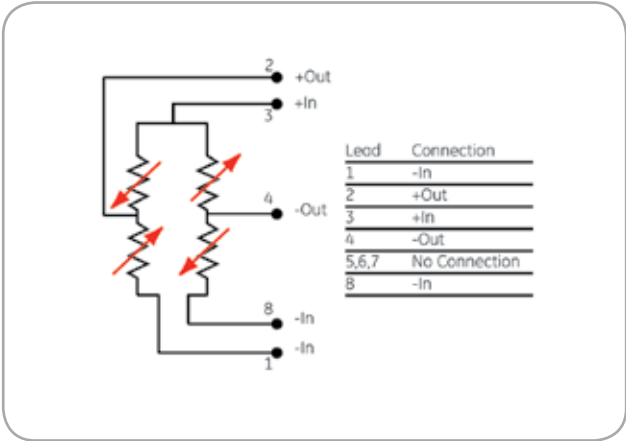 2
+Out
+In
3
4
-Out
8
-In
-In
1
Lead Connection
1 -In
2 +Out
3 +In
4 -Out
5,6,7 No Connection
8 -In